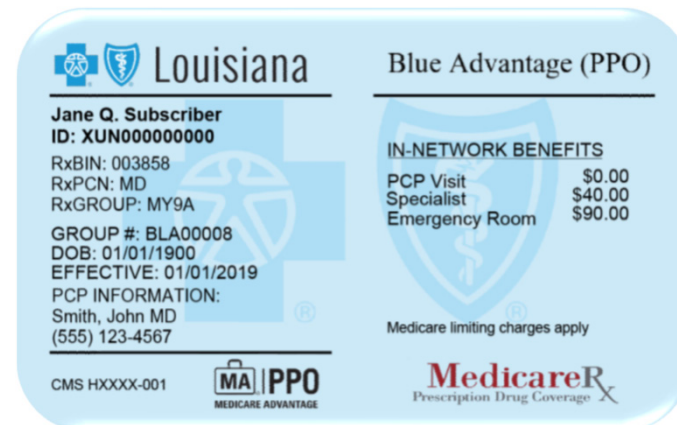 Louisiana
Jane Q. Subscriber
ID: XUN000000000
RxBIN: 003858
RxPCN: MD
RxGROUP: MY9A
GROUP #: BLA00008
DOB: 01/01/1900
EFFECTIVE: 01/01/2019
PCP INFORMATION:
Smith, John MD
(555) 123-4567
CMS HXXXX-001
MA PPO
MEDICARE ADVANTAGE
Blue Advantage (PPO)
IN-NETWORK BENEFITS
PCP Visit $0.00
Specialist $40.00
Emergency Room $90.00
Medicare limiting charges apply
MedicareRx
Prescription Drug Coverage